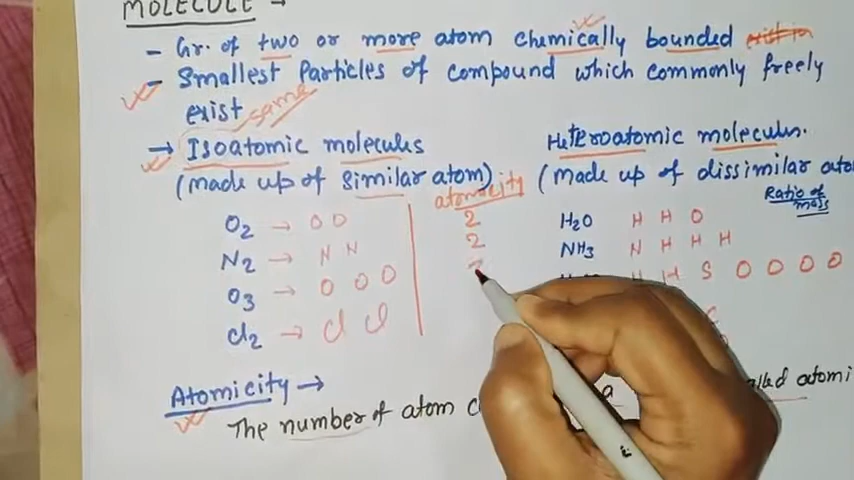 MOLECULE →
- Gr. of two or more atom chemically bounded
- Smallest Particles of compound which commonly freely
exist same
→ Isoatomic molecules
(made up of similar atom)
atomocity
O2 → O O 2
N2 → N N 2
O3 → O O O
Cl2 → Cl Cl
Heteroatomic molecules.
(made up of dissimilar ato
Ratio of
mass
H2O H H O
NH3 N H H H
H H S O O O O
Atomicity →
The number of atom c a alled atomi